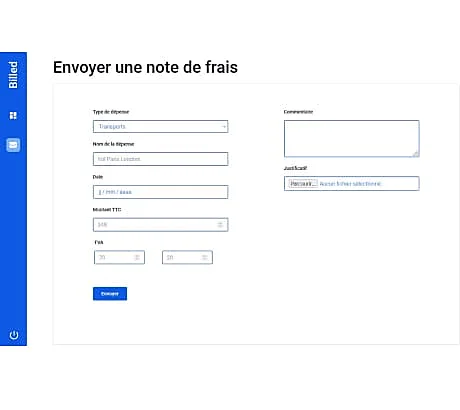 Billed
Envoyer une note de frais
Type de dépense
Transports
Nom de la dépense
Vol Paris Londres
Date
jj / mm / aaaa
Montant TTC
348
TVA
70
20
Envoyer
Commentaire
Justificatif
Parcourir... Aucun fichier sélectionné.